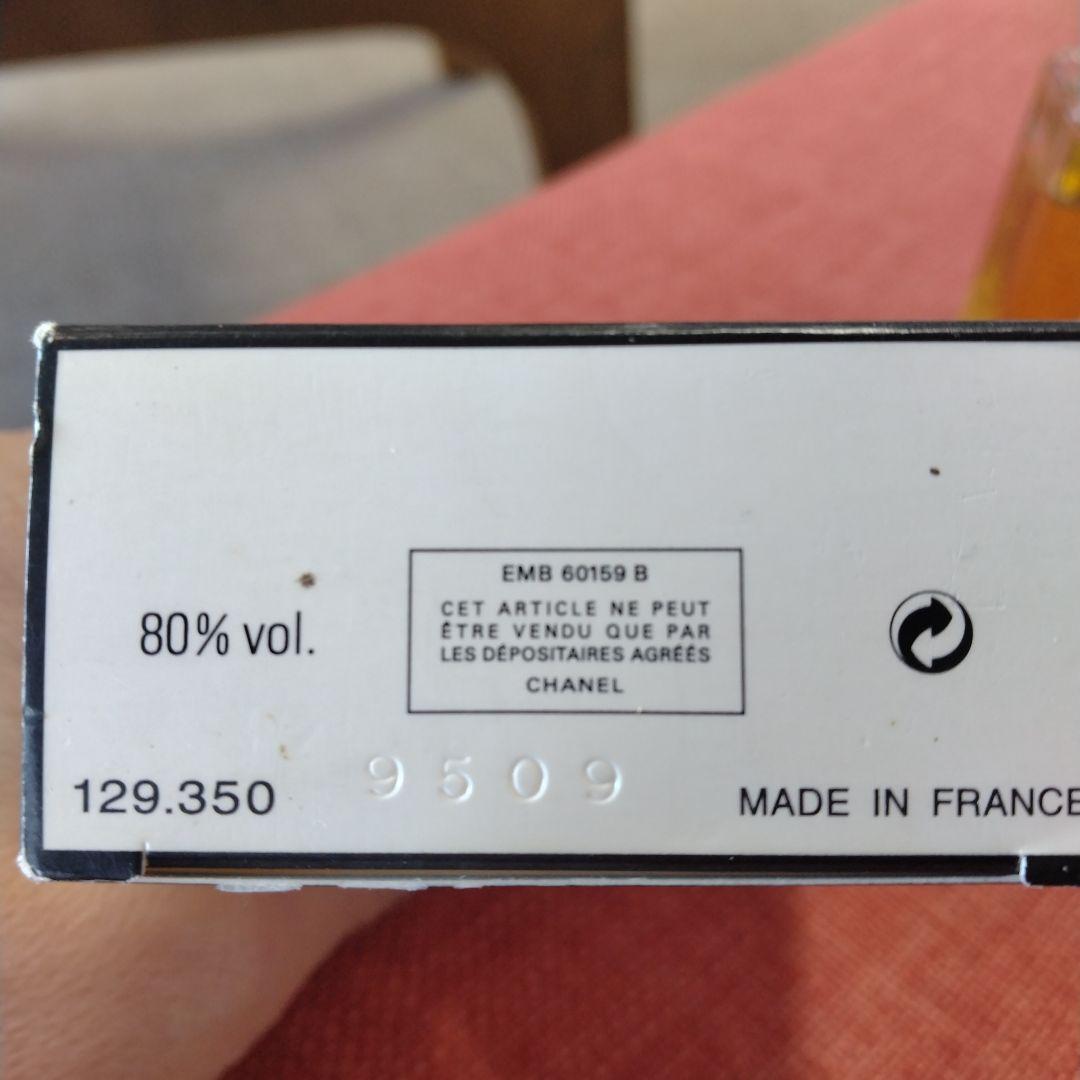 EMB 60159 B
CET ARTICLE NE PEUT
ÊTRE VENDU QUE PAR
LES DÉPOSITAIRES AGRÉÉS
CHANEL
80% vol.
129.350
9509
MADE IN FRANCE